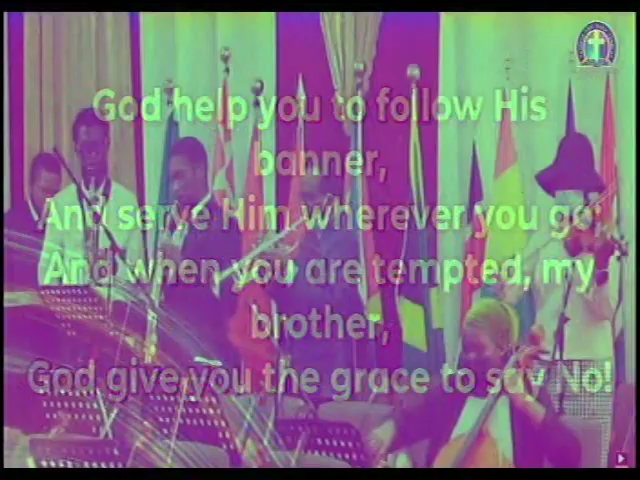 God help you to follow His
banner,
And serve Him wherever you go;
And when you are tempted, my
brother,
God give you the grace to say No!